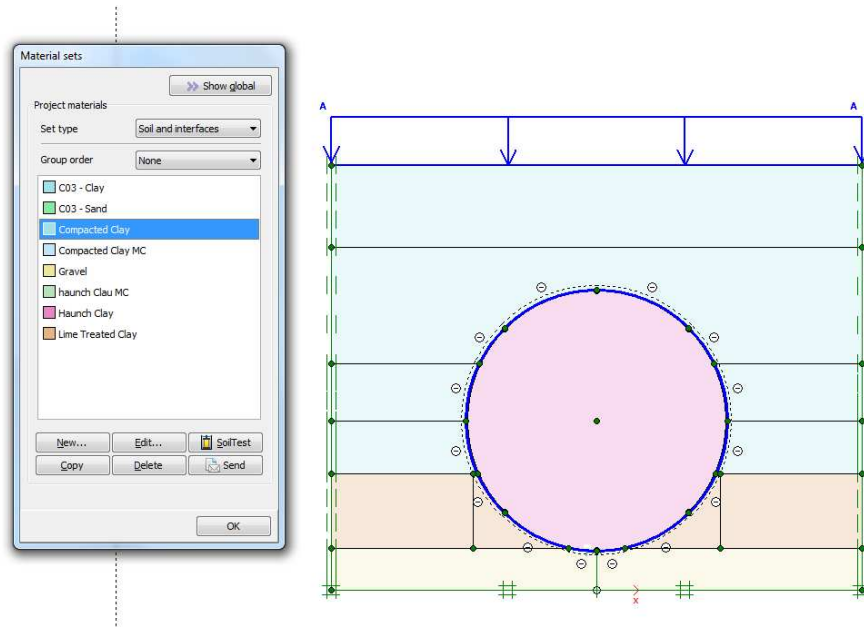 Material sets
Show global
Project materials
Set type
Soil and interfaces
Group order
None
C03 - Clay
C03 - Sand
Compacted Clay
Compacted Clay MC
Gravel
haunch Clau MC
Haunch Clay
Lime Treated Clay
New... Edit... SoilTest
Copy Delete Send
OK
A A
x